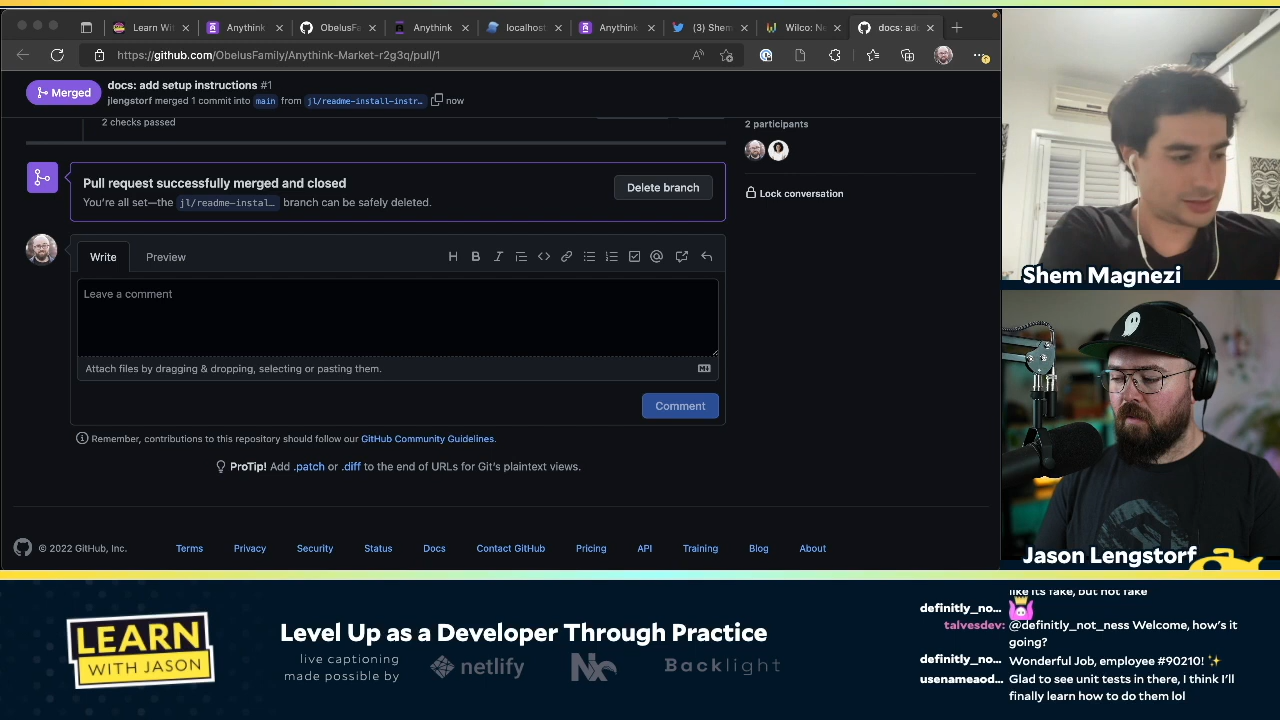 Learn Wi
Anythink
ObelusFa
Anythink
localhost
Anythink
(3) Shem
Wilco: Ne
docs: ad
https://github.com/ObelusFamily/Anythink-Market-r2g3q/pull/1
Merged
docs: add setup instructions #1
jlengstorf merged 1 commit into main from jl/readme-install-instr… now
2 checks passed
2 participants
Pull request successfully merged and closed
You're all set—the jl/readme-instal… branch can be safely deleted.
Delete branch
Lock conversation
Write
Preview
Leave a comment
Attach files by dragging & dropping, selecting or pasting them.
Comment
Remember, contributions to this repository should follow our GitHub Community Guidelines.
ProTip! Add .patch or .diff to the end of URLs for Git's plaintext views.
© 2022 GitHub, Inc.
Terms
Privacy
Security
Status
Docs
Contact GitHub
Pricing
API
Training
Blog
About
Shem Magnezi
Jason Lengstorf
LEARN
WITH JASON
Level Up as a Developer Through Practice
live captioning
made possible by
netlify
Nx
Backlight
like its fake, but not fake
definitly_no...
talvesdev: @definitly_not_ness Welcome, how's it
going?
definitly_no... Wonderful Job, employee #90210! ✨
usenameaod... Glad to see unit tests in there, I think I'll
finally learn how to do them lol